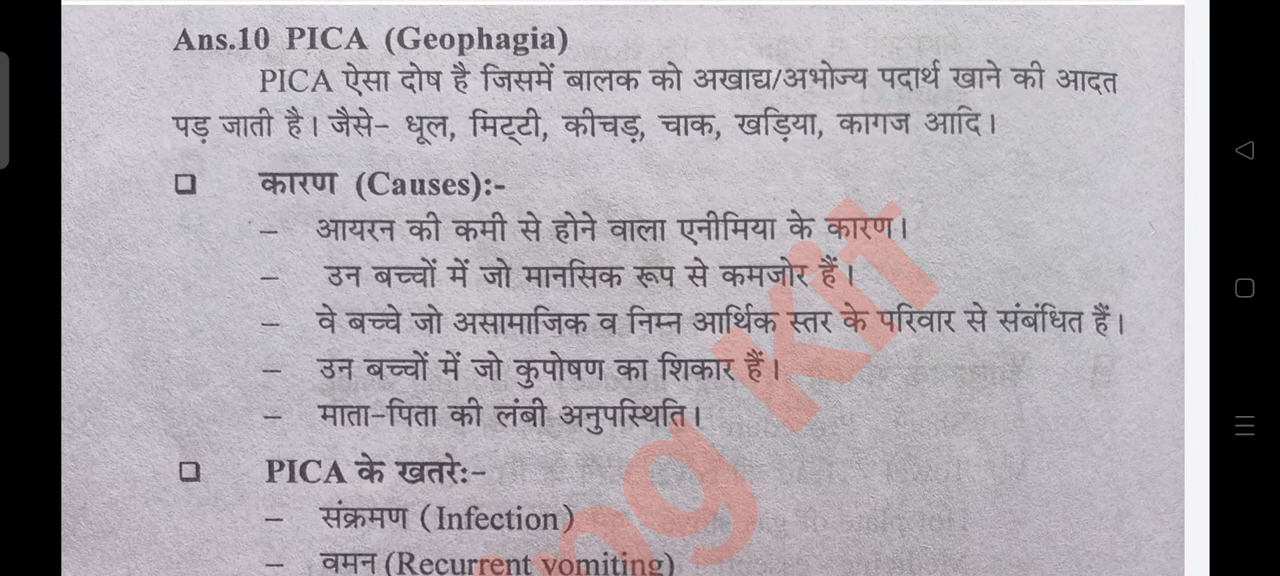 Ans.10 PICA (Geophagia)
PICA ऐसा दोष है जिसमें बालक को अखाद्य/अभोज्य पदार्थ खाने की आदत
पड़ जाती है। जैसे- धूल, मिट्टी, कीचड़, चाक, खड़िया, कागज आदि।
कारण (Causes):-
– आयरन की कमी से होने वाला एनीमिया के कारण।
– उन बच्चों में जो मानसिक रूप से कमजोर हैं।
– वे बच्चे जो असामाजिक व निम्न आर्थिक स्तर के परिवार से संबंधित हैं।
– उन बच्चों में जो कुपोषण का शिकार हैं।
– माता-पिता की लंबी अनुपस्थिति।
PICA के खतरे:-
– संक्रमण (Infection)
– वमन (Recurrent vomiting)
ng Kit